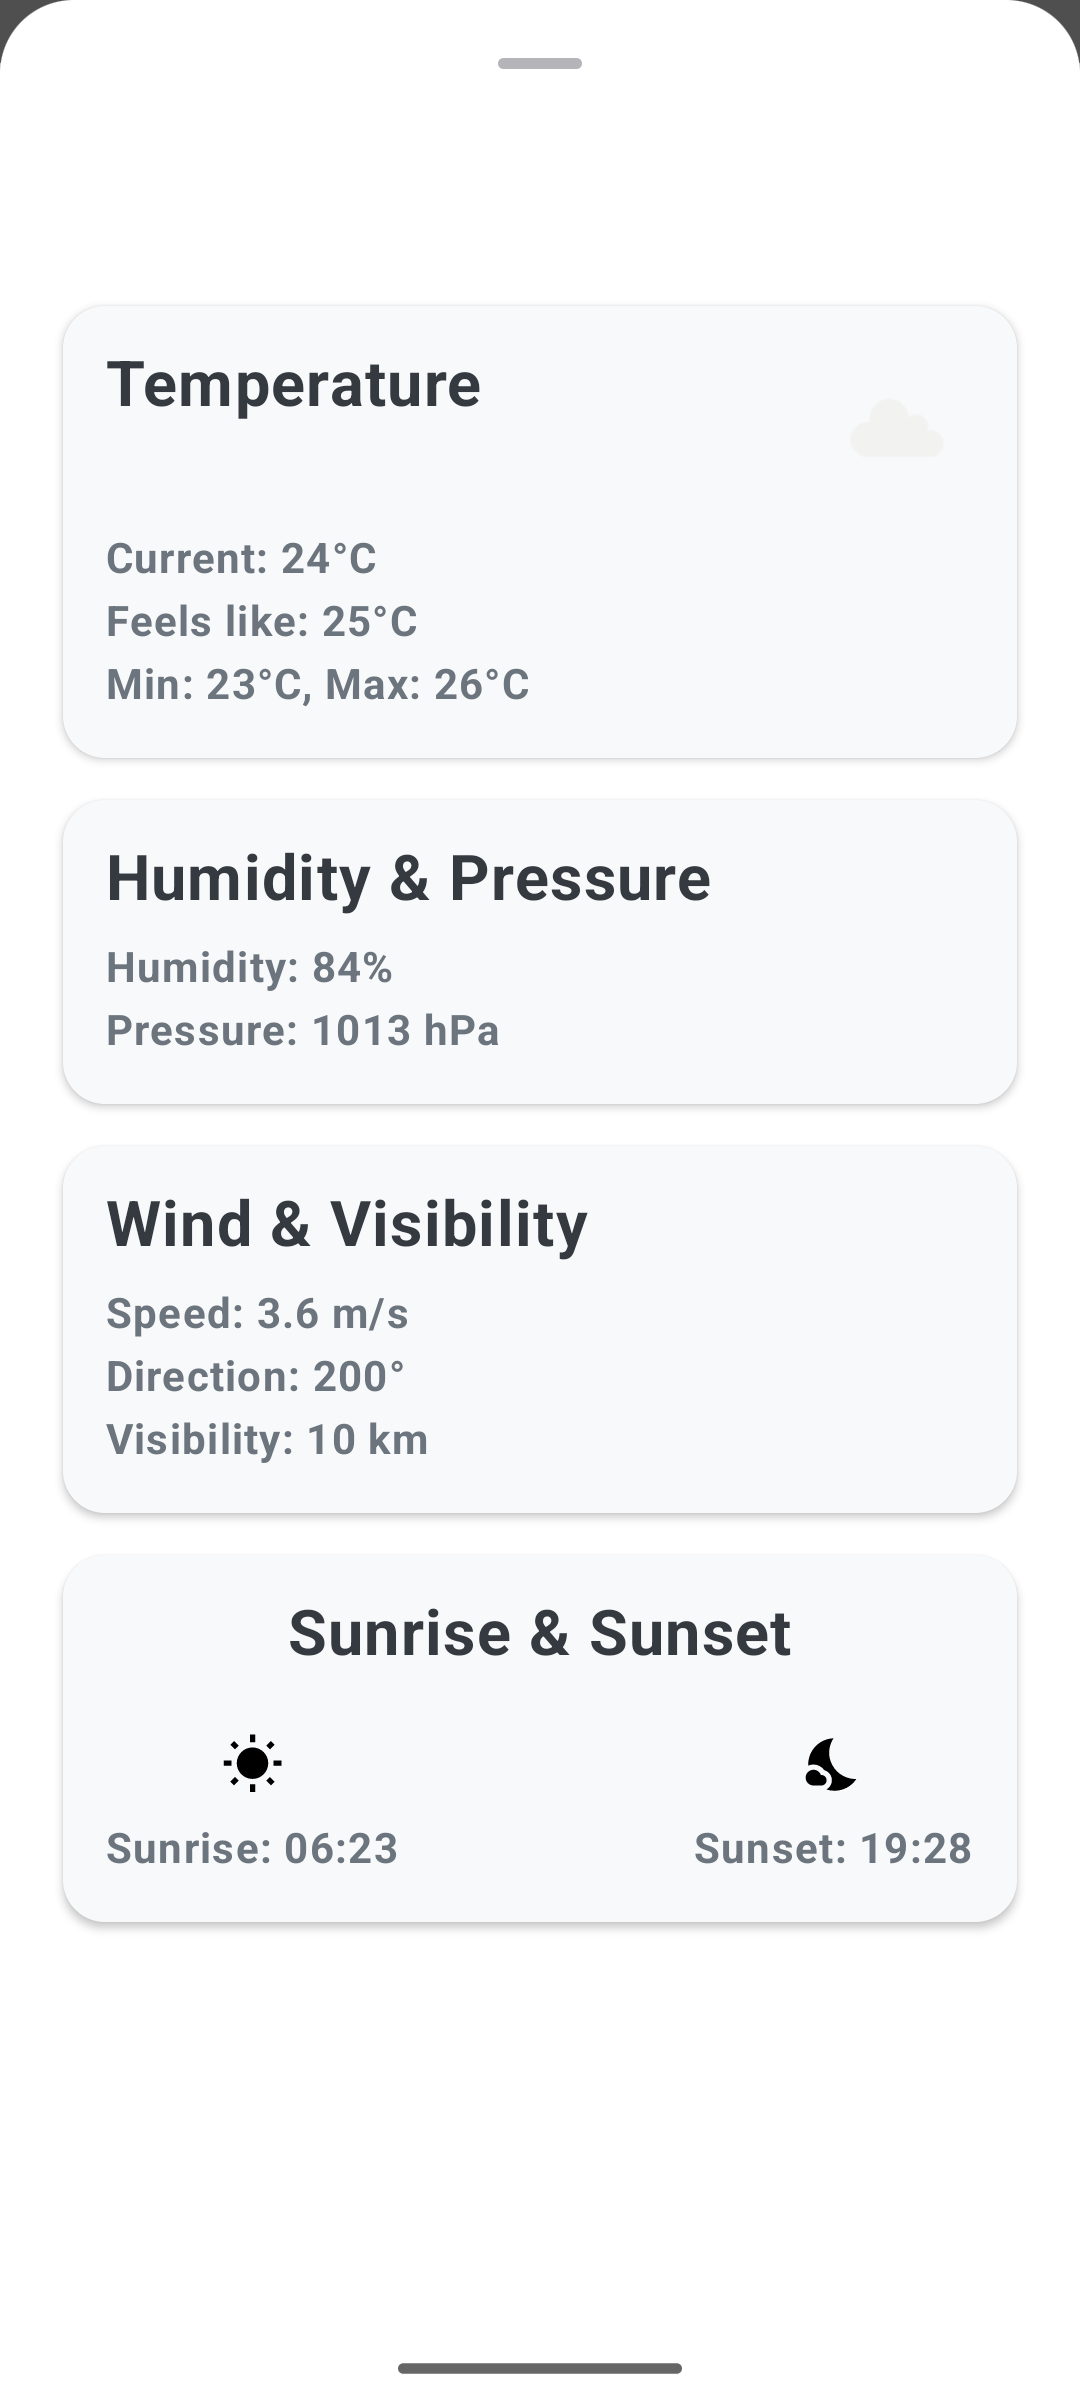 Temperature
Current: 24°C
Feels like: 25°C
Min: 23°C, Max: 26°C
Humidity & Pressure
Humidity: 84%
Pressure: 1013 hPa
Wind & Visibility
Speed: 3.6 m/s
Direction: 200°
Visibility: 10 km
Sunrise & Sunset
Sunrise: 06:23
Sunset: 19:28